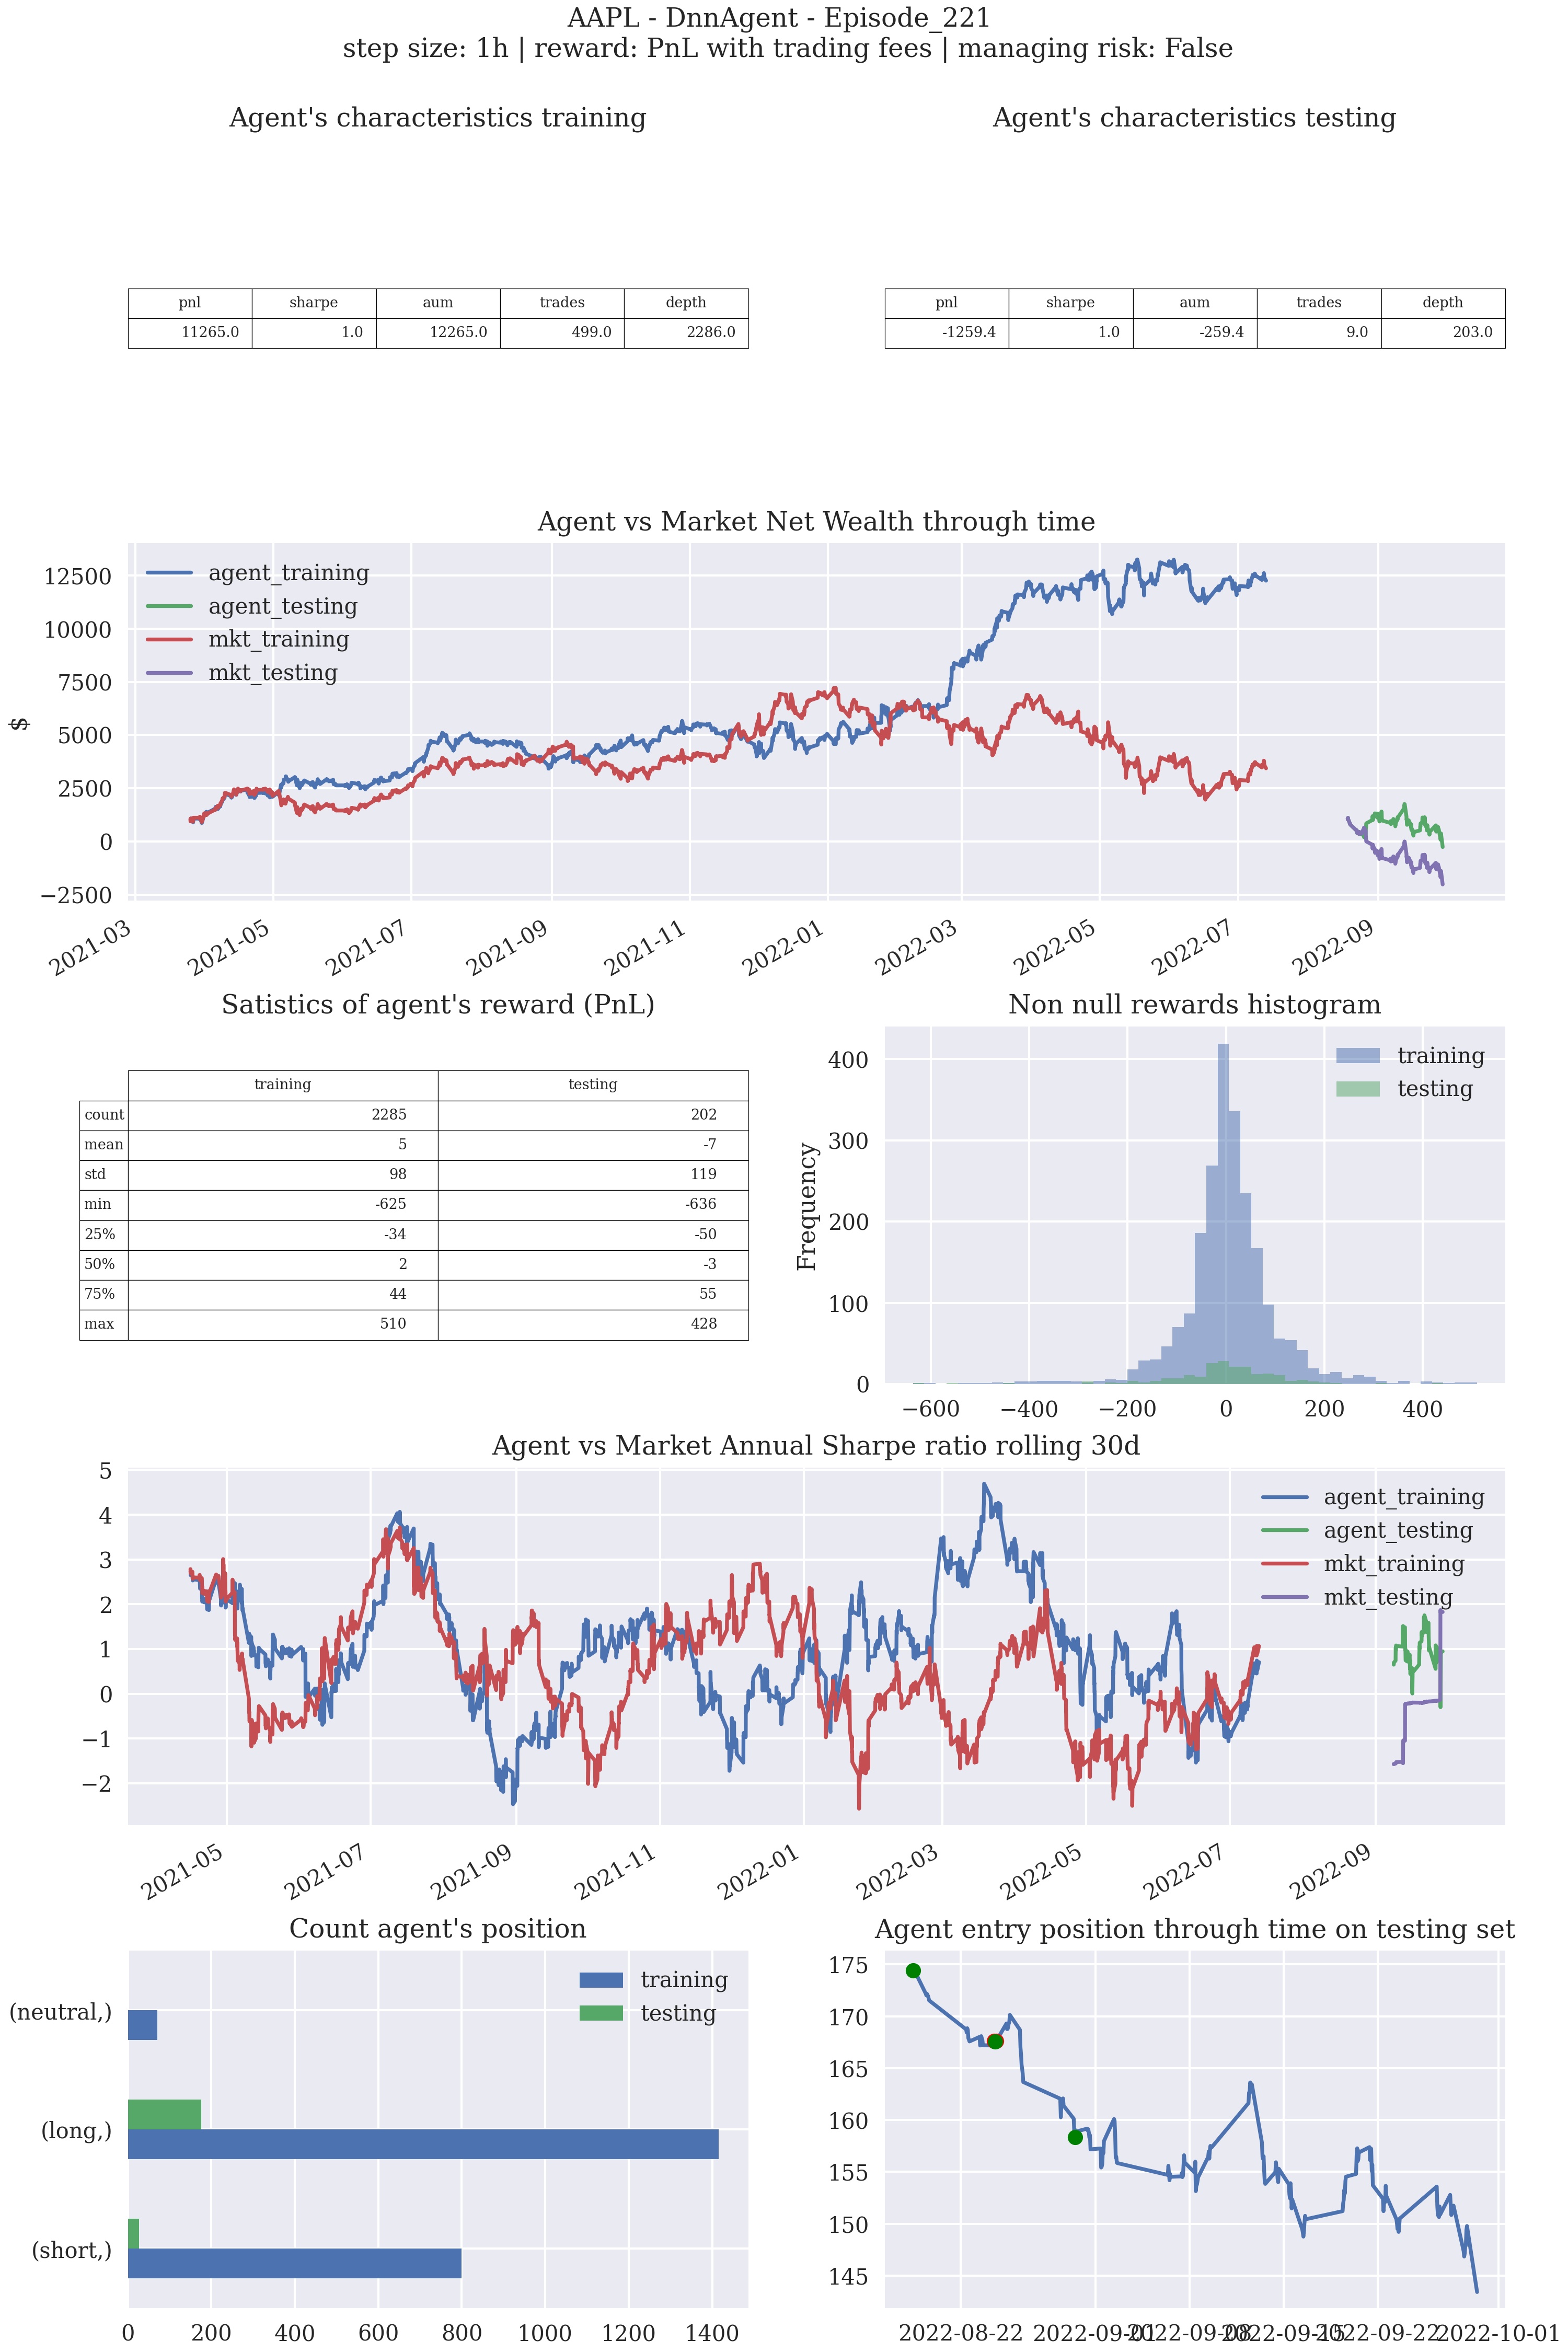 AAPL - DnnAgent - Episode_221
step size: 1h | reward: PnL with trading fees | managing risk: False
Agent's characteristics training
pnl sharpe aum trades depth
11265.0 1.0 12265.0 499.0 2286.0
Agent's characteristics testing
pnl sharpe aum trades depth
-1259.4 1.0 -259.4 9.0 203.0
Agent vs Market Net Wealth through time
agent_training
agent_testing
mkt_training
mkt_testing
$
12500
10000
7500
5000
2500
0
−2500
2021-03 2021-05 2021-07 2021-09 2021-11 2022-01 2022-03 2022-05 2022-07 2022-09
Satistics of agent's reward (PnL)
training testing
count 2285 202
mean 5 -7
std 98 119
min -625 -636
25% -34 -50
50% 2 -3
75% 44 55
max 510 428
Non null rewards histogram
training
testing
Frequency
400
300
200
100
0
−600 −400 −200 0 200 400
Agent vs Market Annual Sharpe ratio rolling 30d
agent_training
agent_testing
mkt_training
mkt_testing
5
4
3
2
1
0
−1
−2
2021-05 2021-07 2021-09 2021-11 2022-01 2022-03 2022-05 2022-07 2022-09
Count agent's position
training
testing
(neutral,)
(long,)
(short,)
0 200 400 600 800 1000 1200 1400
Agent entry position through time on testing set
175
170
165
160
155
150
145
2022-08-22 2022-09-01 2022-09-08 2022-09-15 2022-09-22 2022-10-01